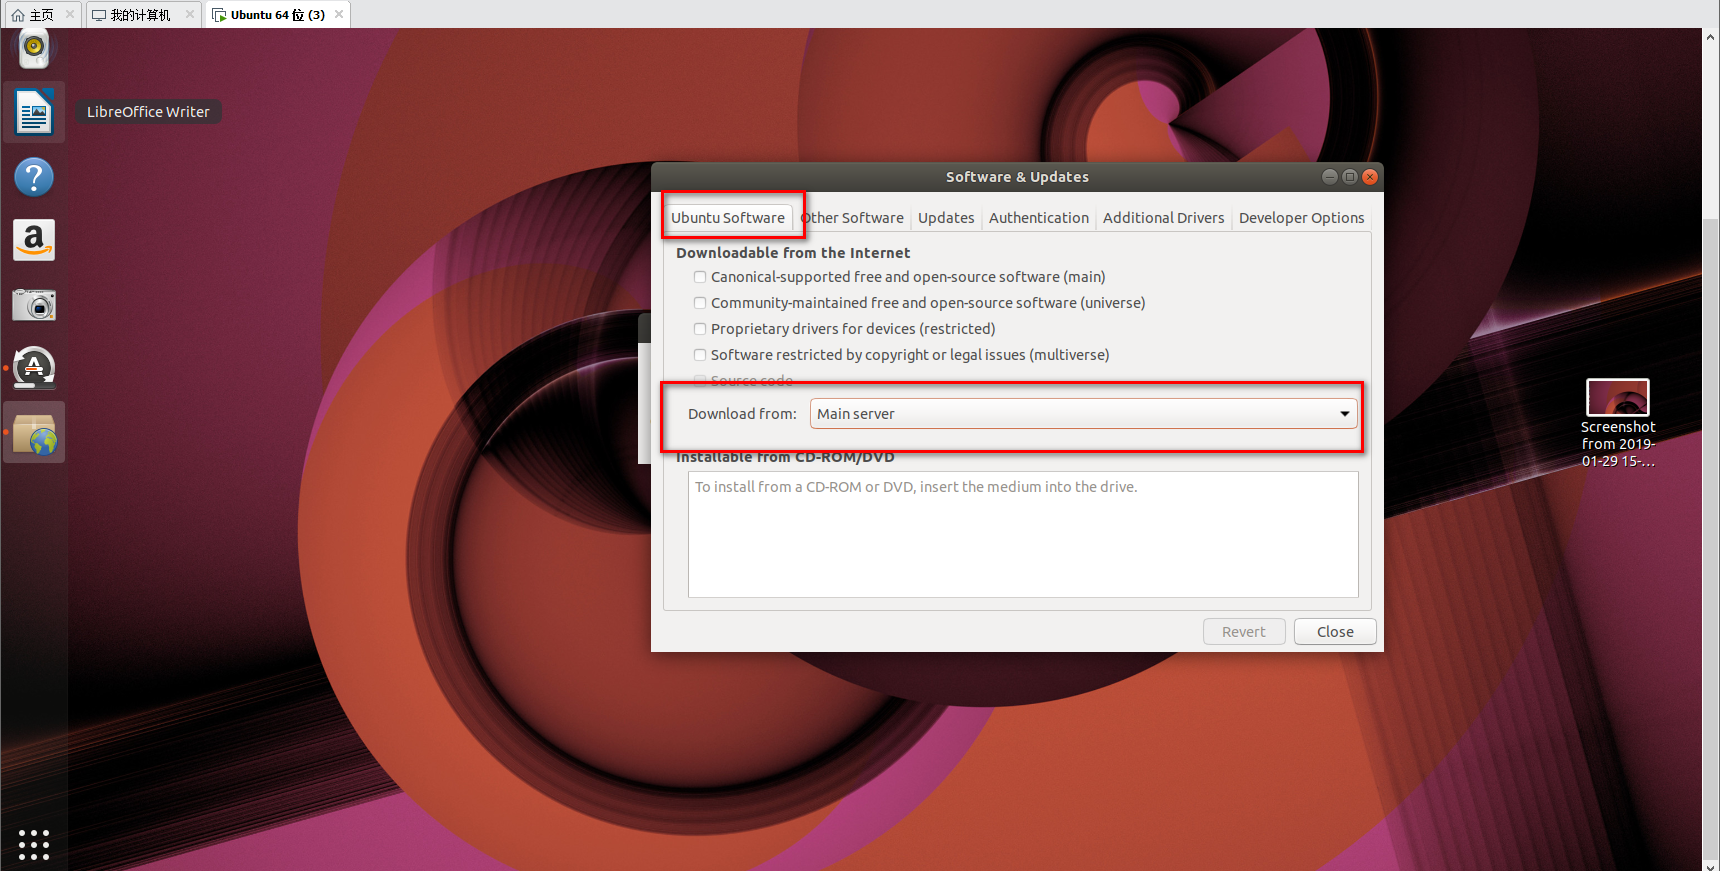 主页
我的计算机
Ubuntu 64 位 (3)
LibreOffice Writer
Software & Updates
Ubuntu Software
Other Software
Updates
Authentication
Additional Drivers
Developer Options
Downloadable from the Internet
Canonical-supported free and open-source software (main)
Community-maintained free and open-source software (universe)
Proprietary drivers for devices (restricted)
Software restricted by copyright or legal issues (multiverse)
Source code
Download from: Main server
Installable from CD-ROM/DVD
To install from a CD-ROM or DVD, insert the medium into the drive.
Revert
Close
Screenshot
from 2019-
01-29 15-...